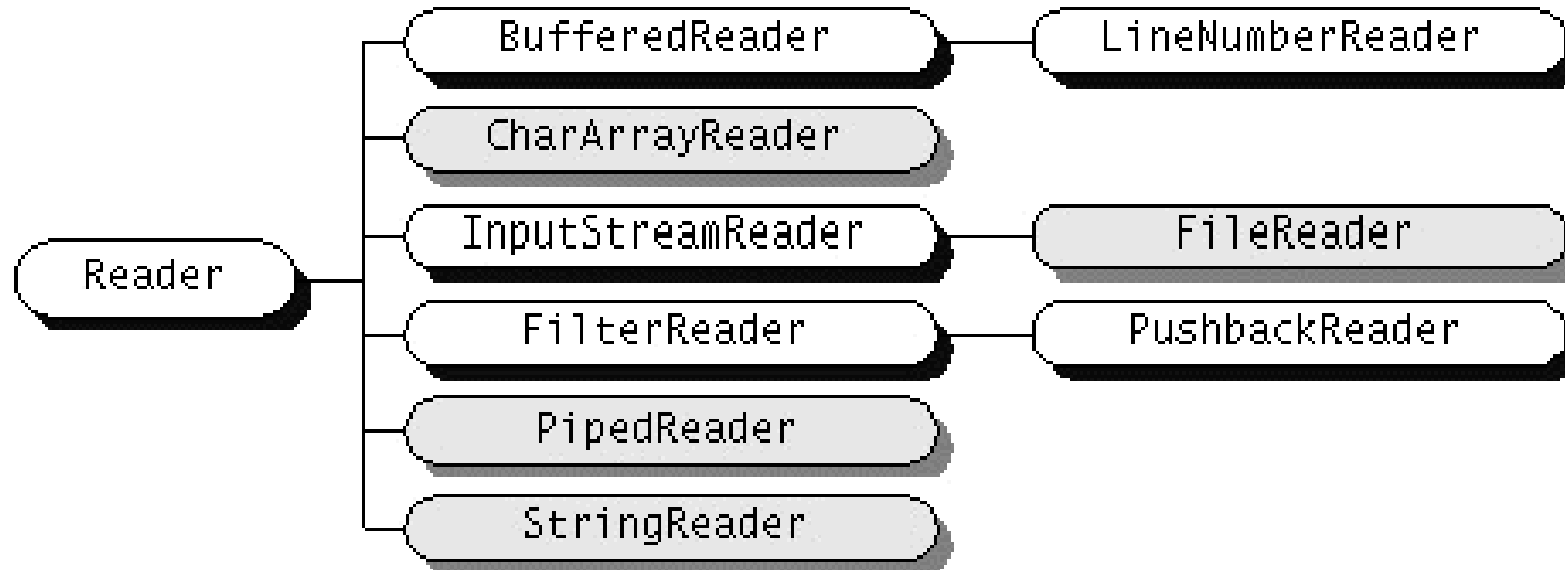 BufferedReader
LineNumberReader
CharArrayReader
InputStreamReader
FileReader
Reader
FilterReader
PushbackReader
PipedReader
StringReader